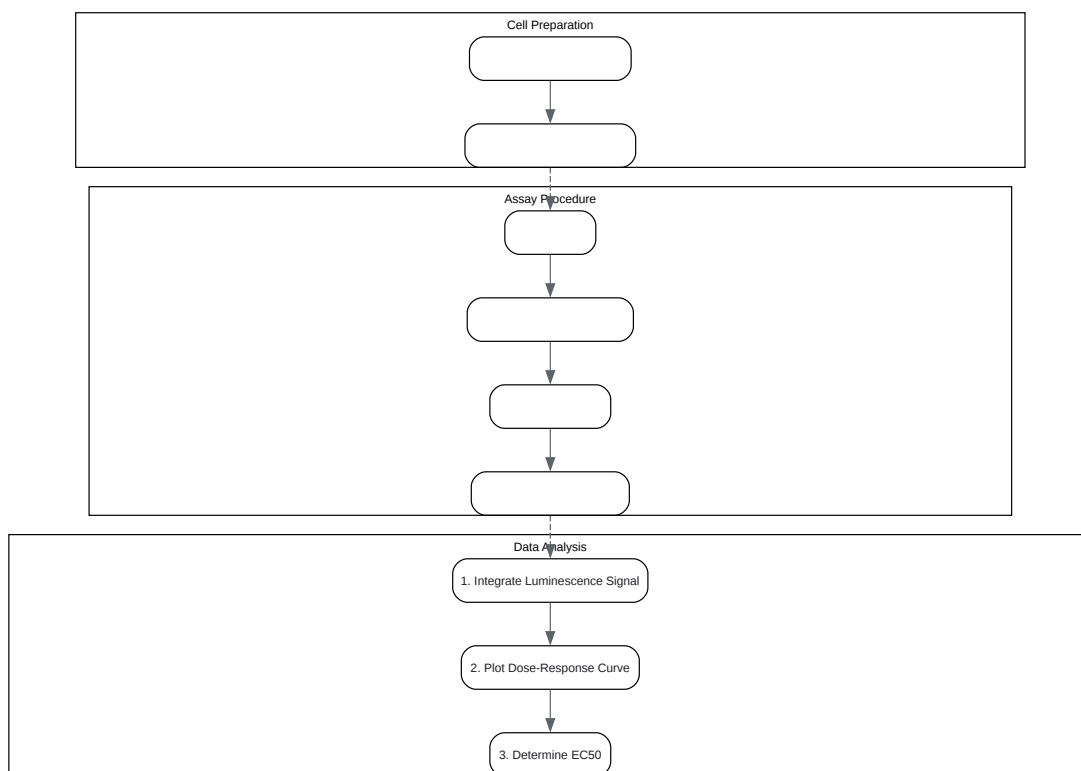 Cell Preparation
Assay Procedure
Data Analysis
1. Integrate Luminescence Signal
2. Plot Dose-Response Curve
3. Determine EC50